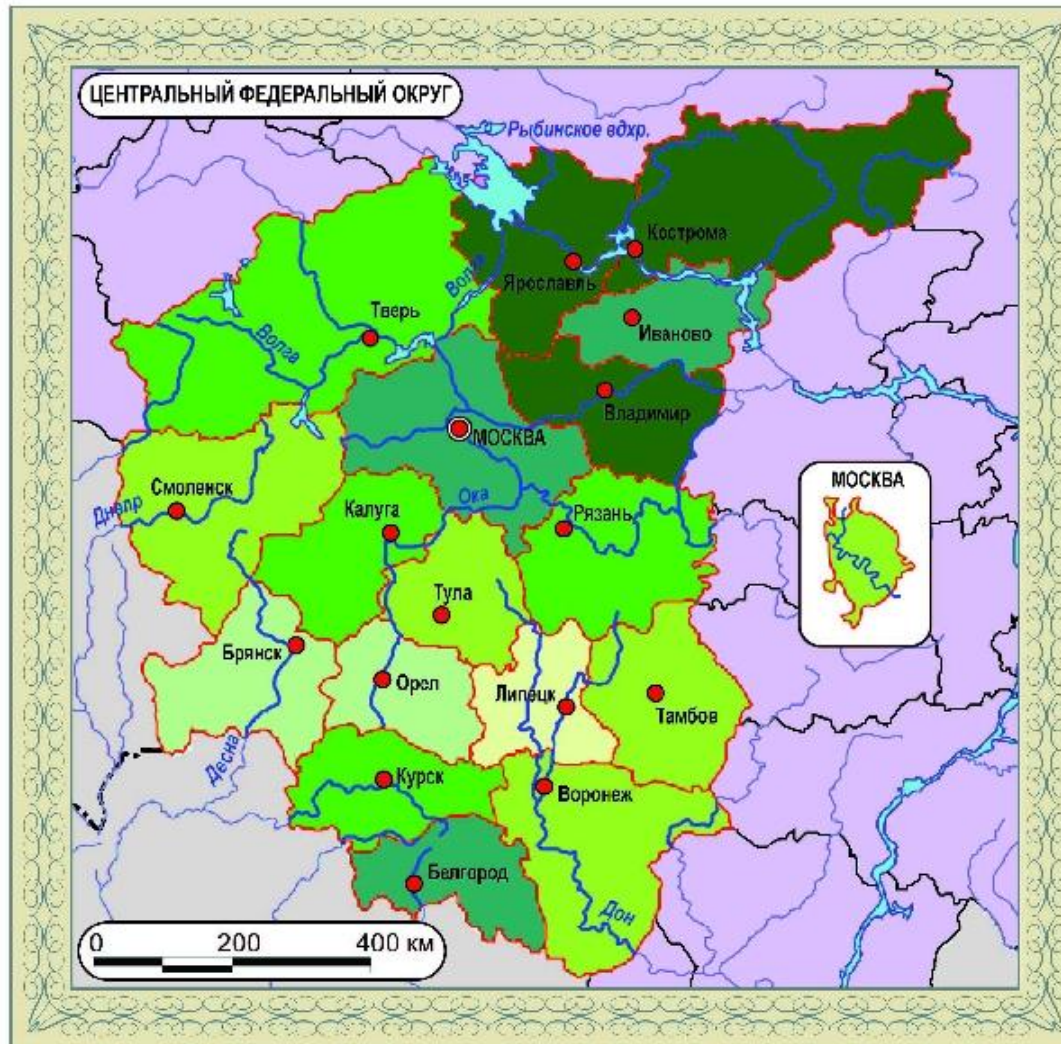 ЦЕНТРАЛЬНЫЙ ФЕДЕРАЛЬНЫЙ ОКРУГ
Рыбинское вдхр.
Кострома
Ярославль
Волга
Тверь
Иваново
Волга
Владимир
МОСКВА
МОСКВА
Смоленск
Днепр
Калуга
Ока
Рязань
Тула
Брянск
Орел
Липецк
Тамбов
Десна
Курск
Воронеж
Белгород
Дон
0 200 400 км